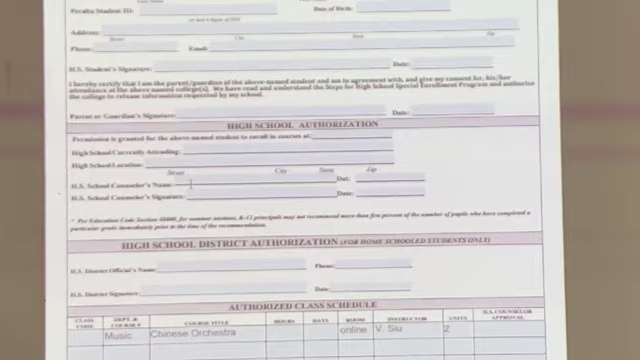 Peralta Student ID:
Date of Birth:
Address:
Street City State Zip
Phone: Email:
H.S. Student's Signature: Date:
I hereby certify that I am the parent/guardian of the above-named student and am in agreement with, and give my consent for, his/her
attendance at the above named college(s). We have read and understand the Steps for High School Special Enrollment Program and authorize
the college to release information requested by my school.
Parent or Guardian's Signature: Date:
HIGH SCHOOL AUTHORIZATION
Permission is granted for the above-named student to enroll in courses at:
High School Currently Attending:
High School Location:
Street City State Zip
H.S. School Counselor's Name: Date:
H.S. School Counselor's Signature: Date:
* Per Education Code Section 48800, for summer sessions, K-12 principals may not recommend more than five percent of the number of pupils who have completed a
particular grade immediately prior to the time of the recommendation.
HIGH SCHOOL DISTRICT AUTHORIZATION (FOR HOME SCHOOLED STUDENTS ONLY)
H.S. District Official's Name: Phone:
H.S. District Signature: Date:
AUTHORIZED CLASS SCHEDULE
CLASS CODE DEPT. & COURSE # COURSE TITLE HOURS DAYS ROOM INSTRUCTOR UNITS H.S. COUNSELOR APPROVAL
Music Chinese Orchestra online V. Siu 2